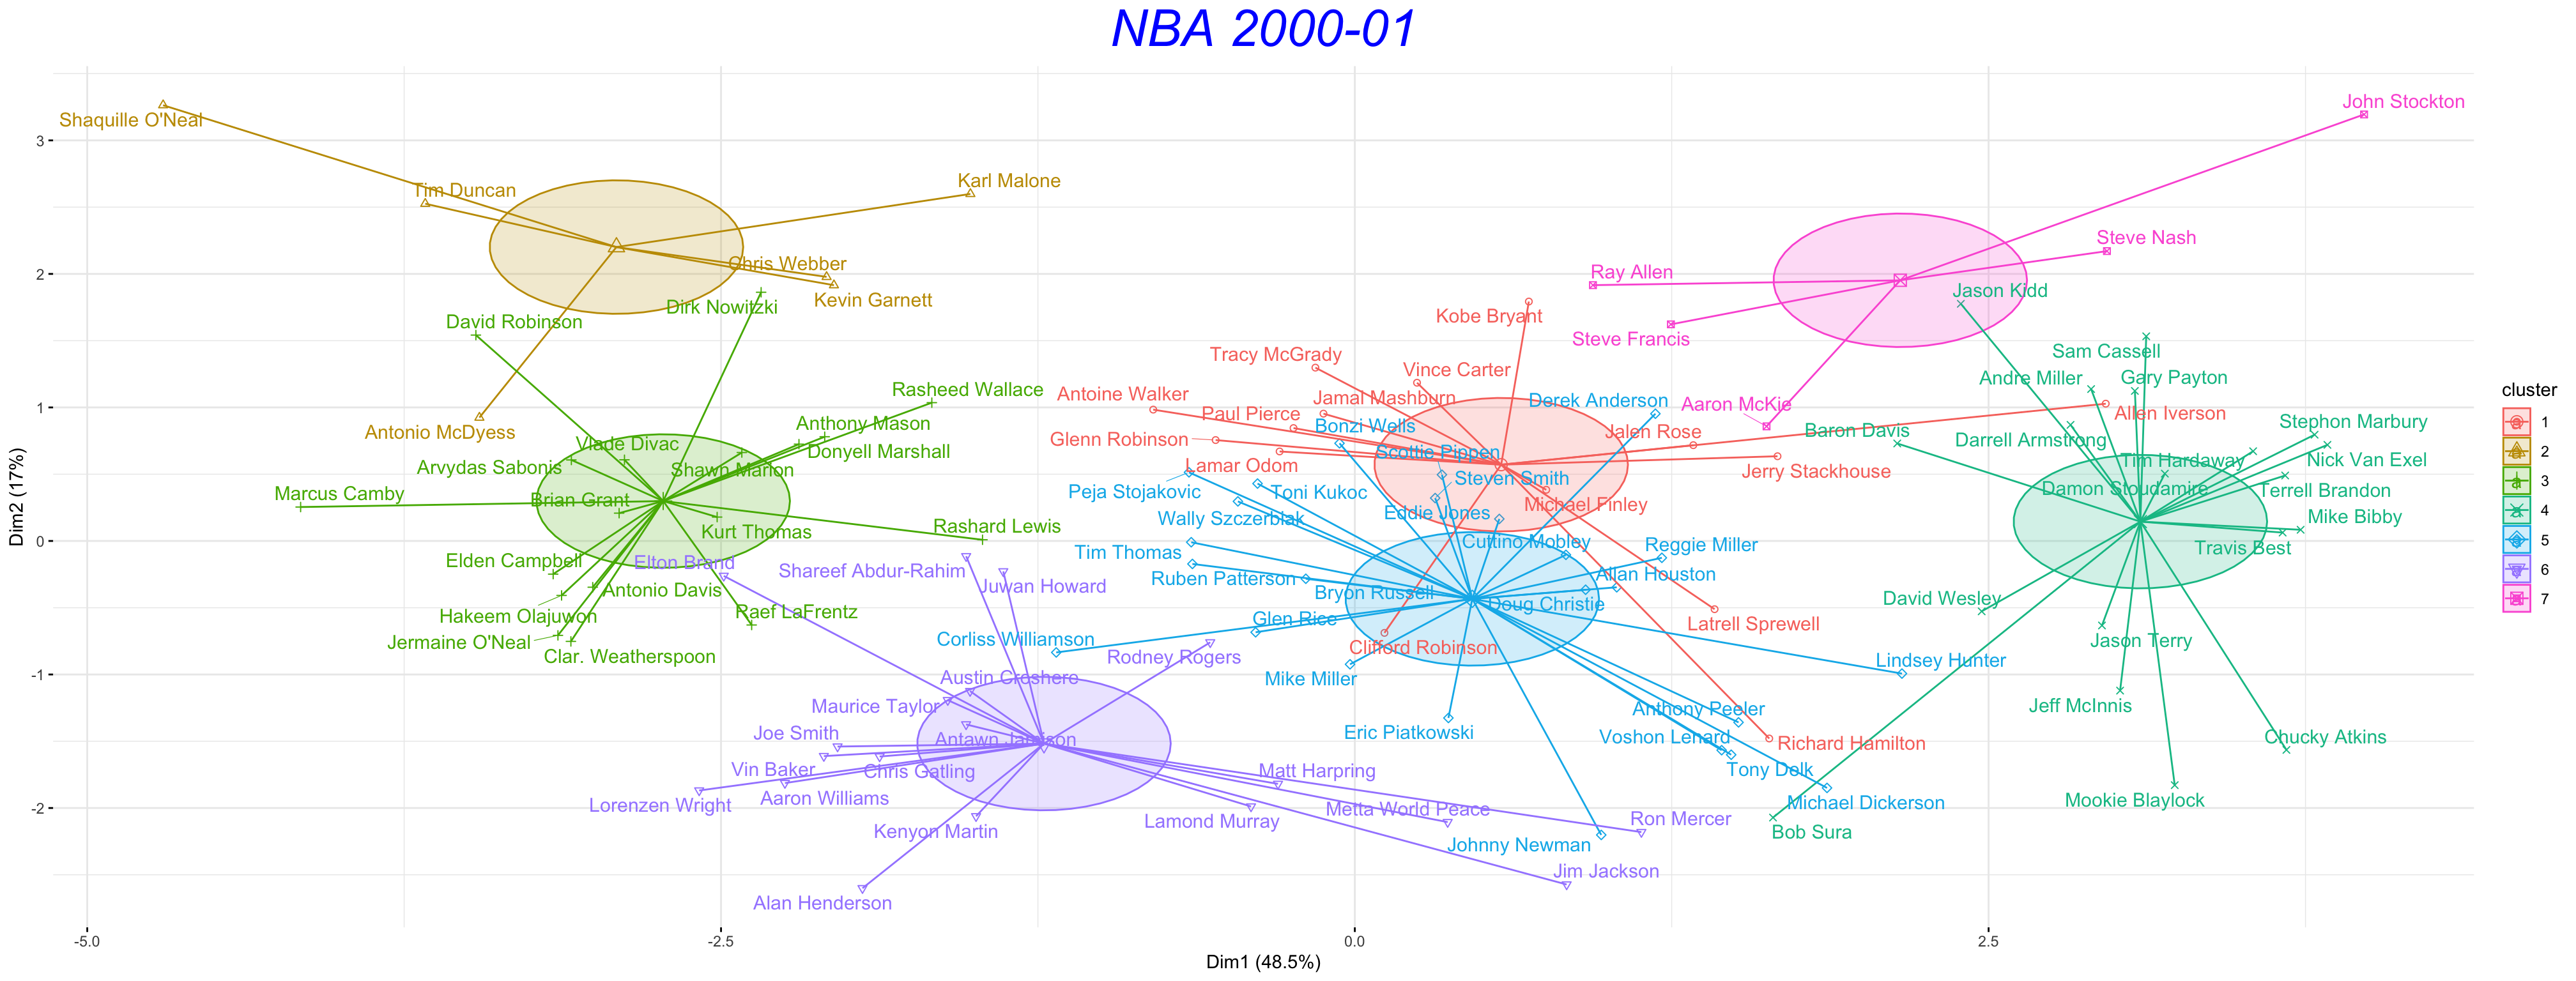 NBA 2000-01
John Stockton
Shaquille O'Neal
Tim Duncan
Karl Malone
Steve Nash
Chris Webber
Ray Allen
Kevin Garnett
Jason Kidd
Dirk Nowitzki
Kobe Bryant
David Robinson
Steve Francis
Sam Cassell
Tracy McGrady
Vince Carter
Andre Miller
Gary Payton
Rasheed Wallace
Antoine Walker
Jamal Mashburn
Derek Anderson
Aaron McKie
Paul Pierce
Allen Iverson
Anthony Mason
Bonzi Wells
Stephon Marbury
Antonio McDyess
Jalen Rose
Baron Davis
Glenn Robinson
Darrell Armstrong
Vlade Divac
Donyell Marshall
Scottie Pippen
Tim Hardaway
Nick Van Exel
Arvydas Sabonis
Shawn Marion
Lamar Odom
Jerry Stackhouse
Steven Smith
Marcus Camby
Peja Stojakovic
Toni Kukoc
Damon Stoudamire
Terrell Brandon
Brian Grant
Michael Finley
Eddie Jones
Wally Szczerbiak
Mike Bibby
Rashard Lewis
Kurt Thomas
Cuttino Mobley
Reggie Miller
Travis Best
Tim Thomas
Elden Campbell
Elton Brand
Shareef Abdur-Rahim
Ruben Patterson
Allan Houston
Juwan Howard
Antonio Davis
Bryon Russell
Doug Christie
David Wesley
Hakeem Olajuwon
Raef LaFrentz
Glen Rice
Latrell Sprewell
Jermaine O'Neal
Corliss Williamson
Clifford Robinson
Jason Terry
Clar. Weatherspoon
Rodney Rogers
Lindsey Hunter
Austin Croshere
Mike Miller
Maurice Taylor
Anthony Peeler
Jeff McInnis
Joe Smith
Antawn Jamison
Eric Piatkowski
Voshon Lenard
Richard Hamilton
Chucky Atkins
Vin Baker
Chris Gatling
Matt Harpring
Tony Delk
Lorenzen Wright
Aaron Williams
Michael Dickerson
Mookie Blaylock
Metta World Peace
Lamond Murray
Ron Mercer
Kenyon Martin
Bob Sura
Johnny Newman
Jim Jackson
Alan Henderson
3
2
1
0
-1
-2
Dim2 (17%)
-5.0
-2.5
0.0
2.5
Dim1 (48.5%)
cluster
1
2
3
4
5
6
7